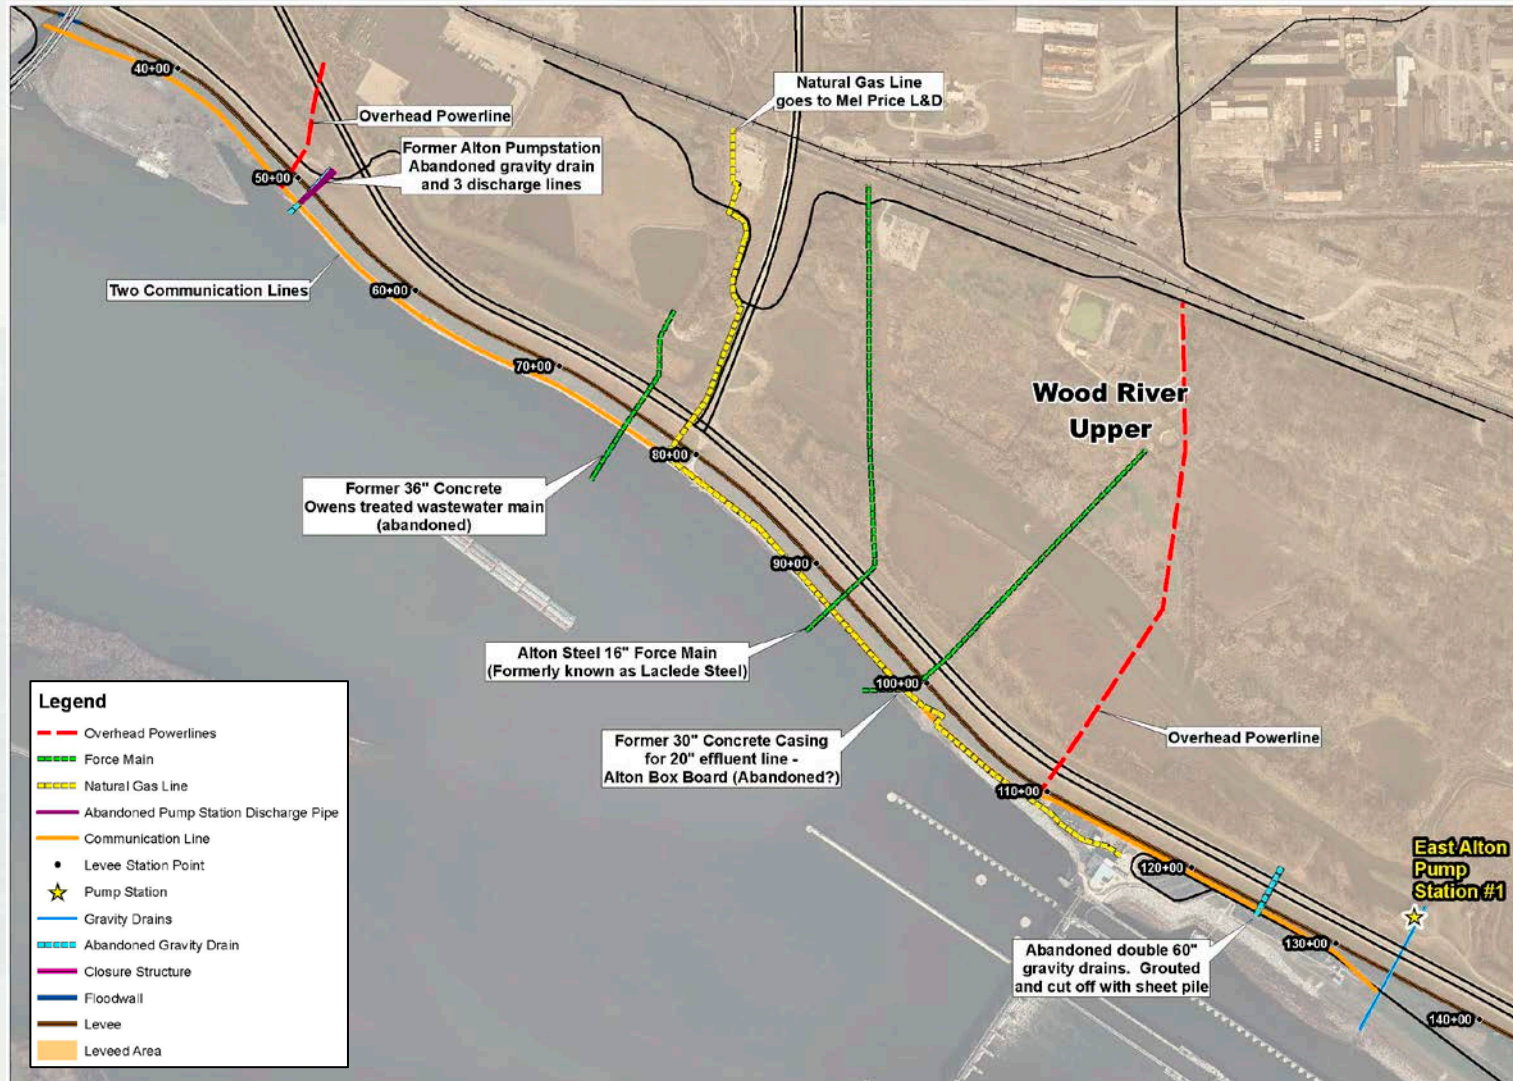 40+00
Overhead Powerline
Natural Gas Line
goes to Mel Price L&D
Former Alton Pumpstation
Abandoned gravity drain
and 3 discharge lines
50+00
Two Communication Lines
60+00
70+00
Wood River
Upper
80+00
Former 36" Concrete
Owens treated wastewater main
(abandoned)
90+00
Alton Steel 16" Force Main
(Formerly known as Laclede Steel)
100+00
Former 30" Concrete Casing
for 20" effluent line -
Alton Box Board (Abandoned?)
Overhead Powerline
110+00
120+00
East Alton
Pump
Station #1
130+00
Abandoned double 60"
gravity drains. Grouted
and cut off with sheet pile
140+00
Legend
Overhead Powerlines
Force Main
Natural Gas Line
Abandoned Pump Station Discharge Pipe
Communication Line
Levee Station Point
Pump Station
Gravity Drains
Abandoned Gravity Drain
Closure Structure
Floodwall
Levee
Leveed Area